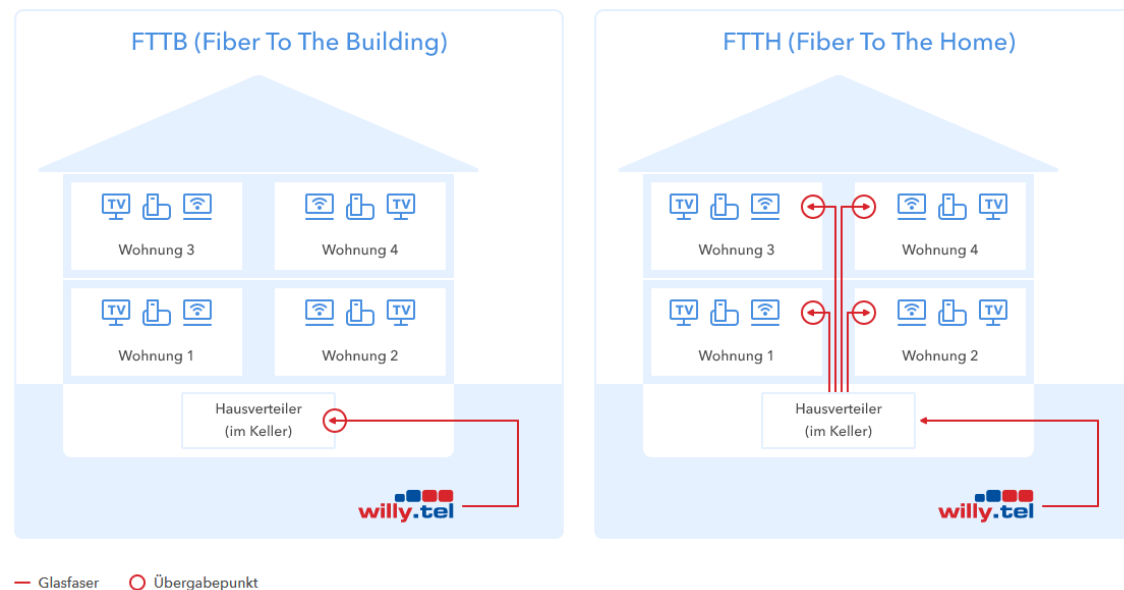 FTTB (Fiber To The Building)
TV
TV
Wohnung 3
Wohnung 4
TV
TV
Wohnung 1
Wohnung 2
Hausverteiler
(im Keller)
willy.tel
FTTH (Fiber To The Home)
TV
TV
Wohnung 3
Wohnung 4
TV
TV
Wohnung 1
Wohnung 2
Hausverteiler
(im Keller)
willy.tel
Glasfaser
Übergabepunkt